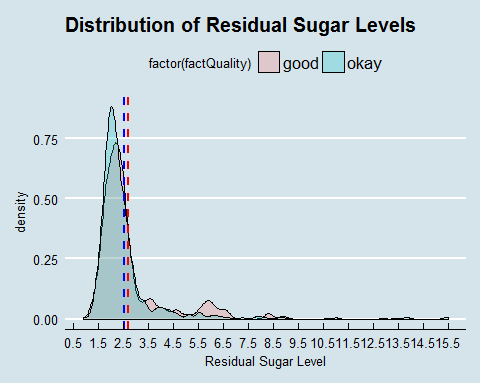 Distribution of Residual Sugar Levels
factor(factQuality) good okay
density
0.75
0.50
0.25
0.00
0.5 1.5 2.5 3.5 4.5 5.5 6.5 7.5 8.5 9.5 10.5 11.5 12.5 13.5 14.5 15.5
Residual Sugar Level